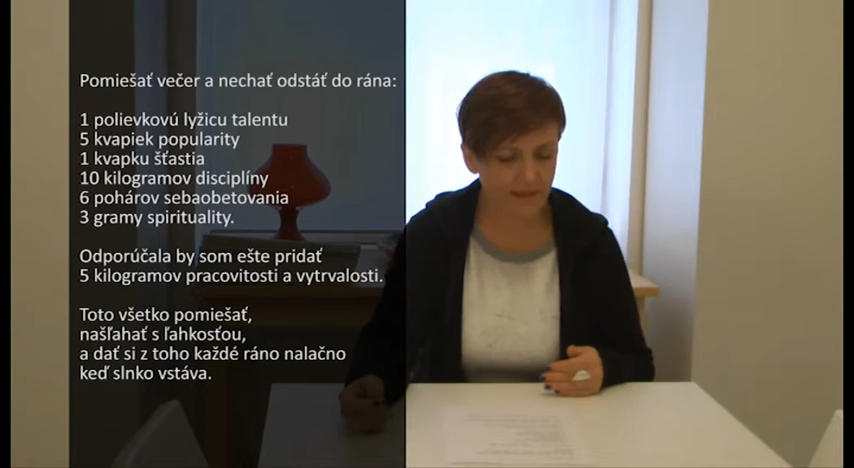 Pomiešať večer a nechať odstáť do rána:
1 polievkovú lyžicu talentu
5 kvapiek popularity
1 kvapku šťastia
10 kilogramov disciplíny
6 pohárov sebaobetovania
3 gramy spirituality.
Odporúčala by som ešte pridať
5 kilogramov pracovitosti a vytrvalosti.
Toto všetko pomiešať,
našľahať s ľahkosťou,
a dať si z toho každé ráno nalačno
keď slnko vstáva.